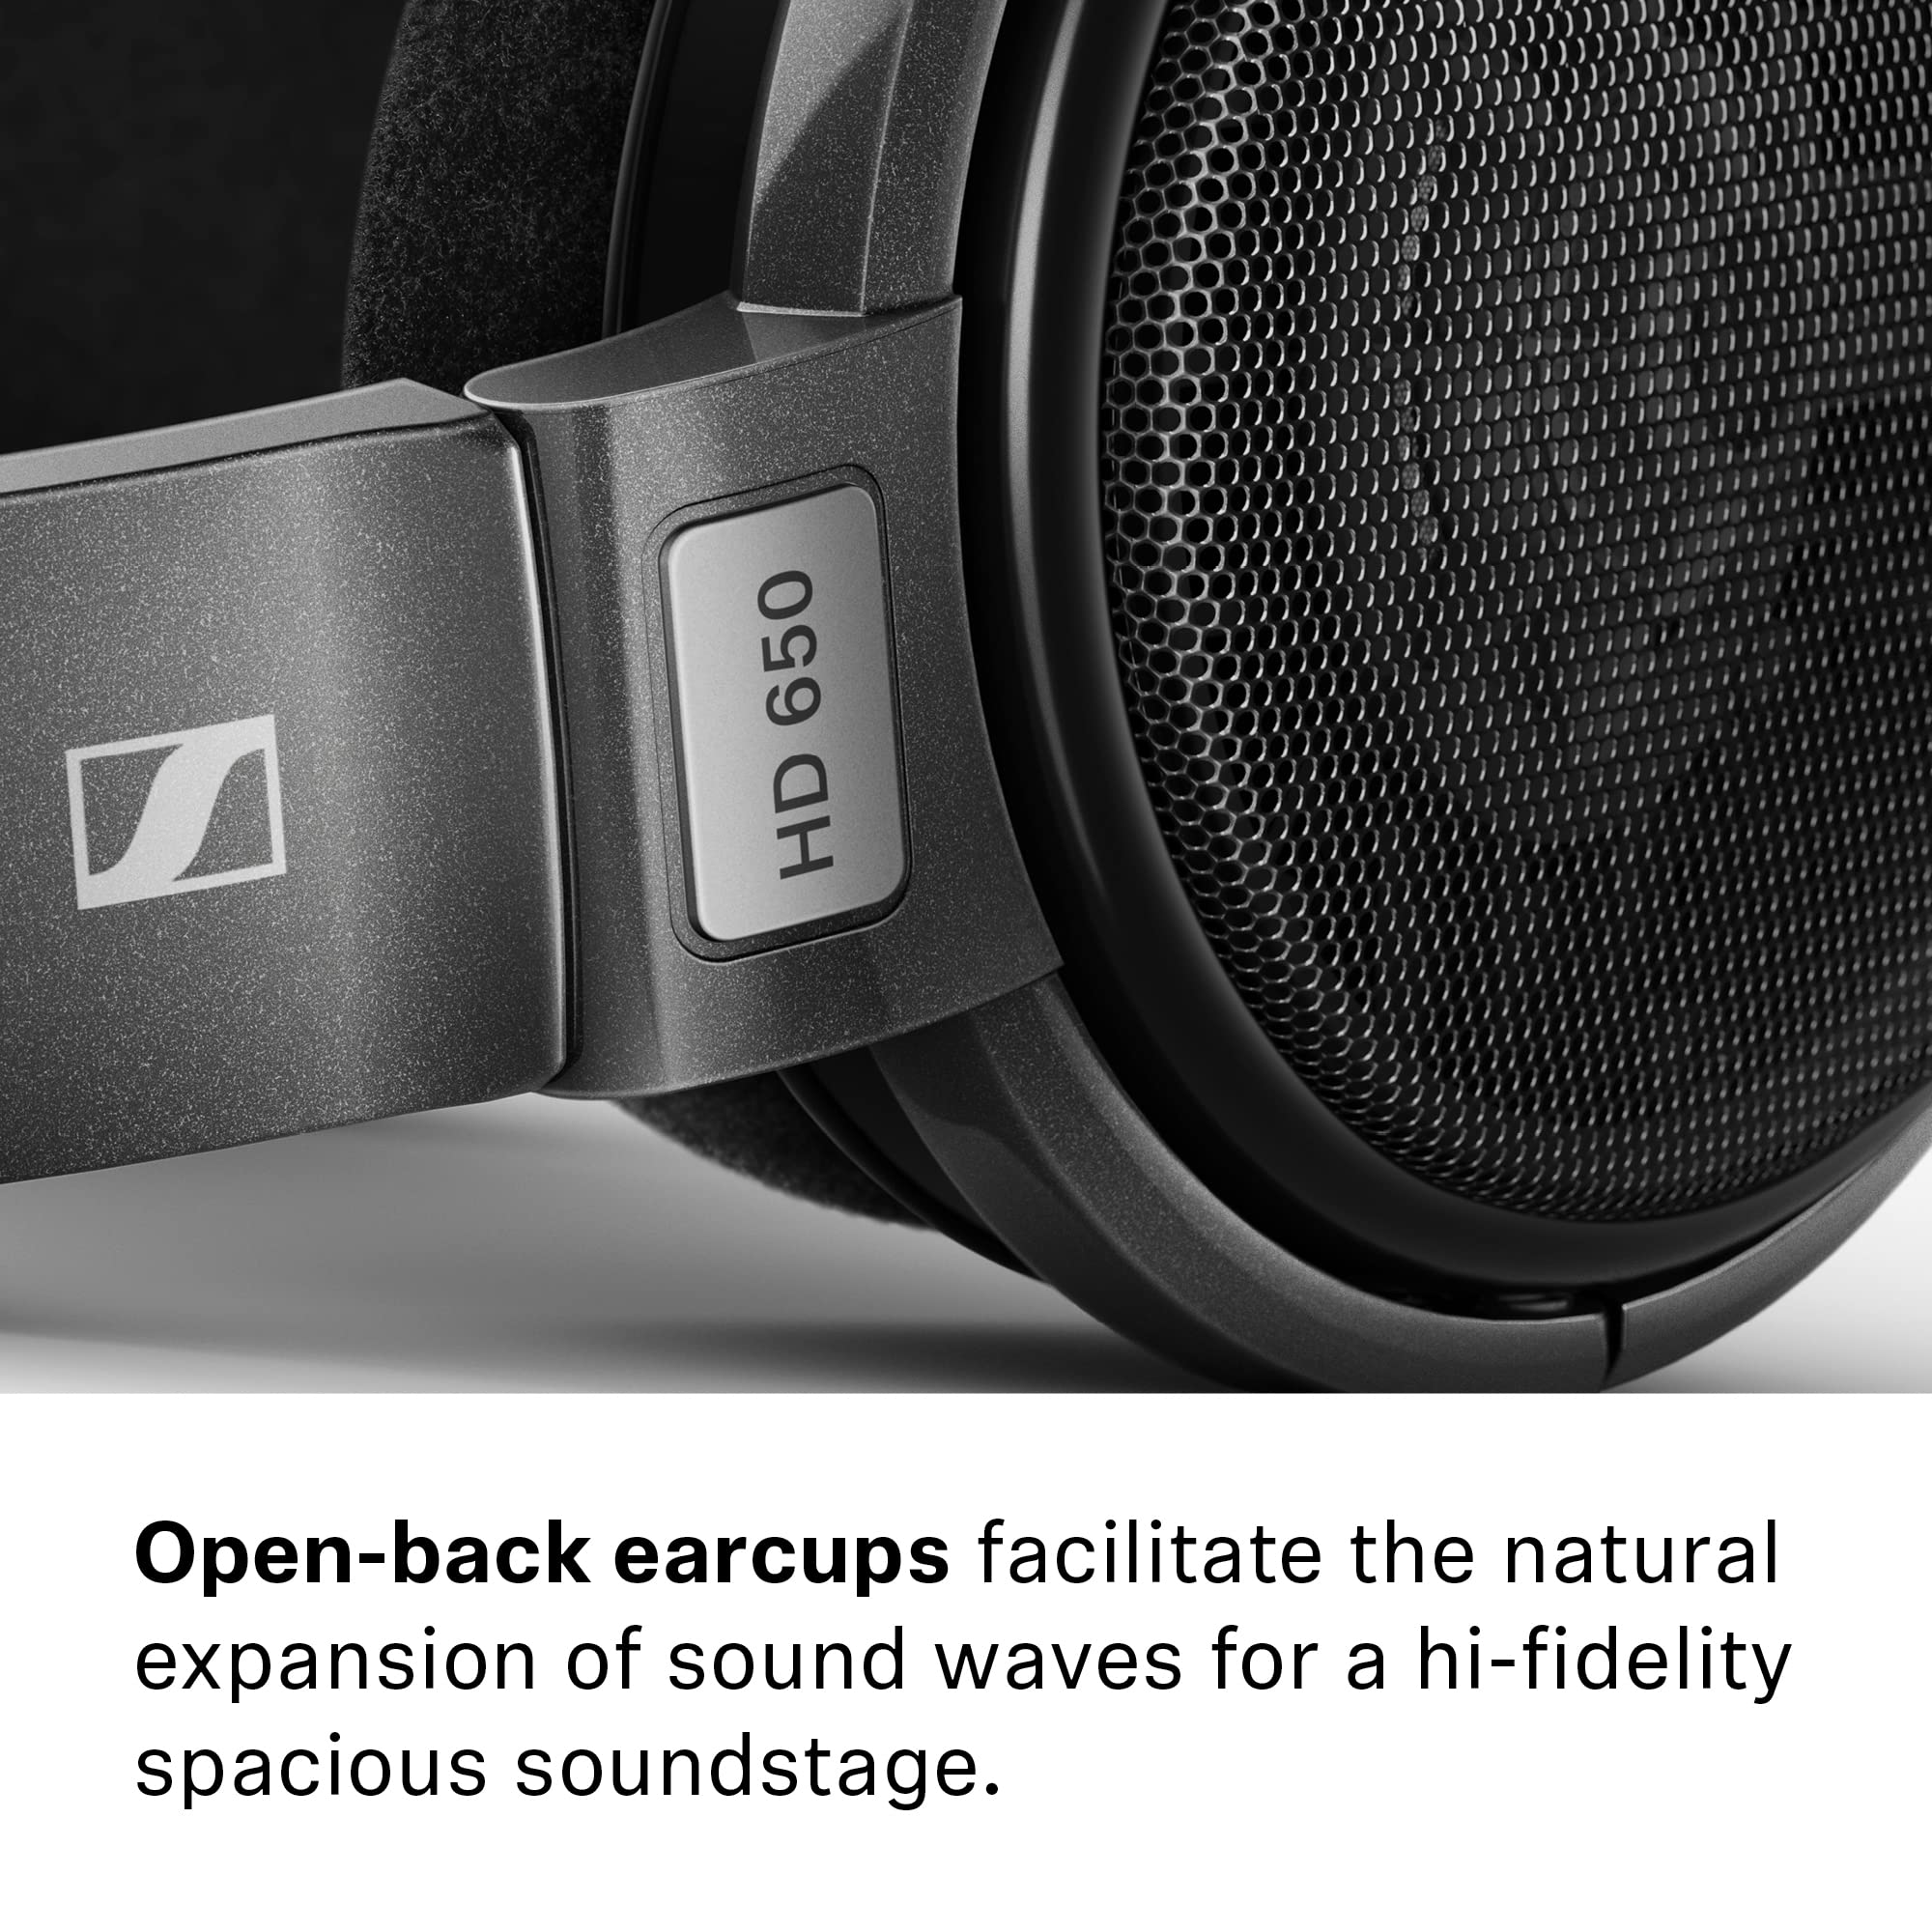 HD 650
Open-back earcups facilitate the natural
expansion of sound waves for a hi-fidelity
spacious soundstage.